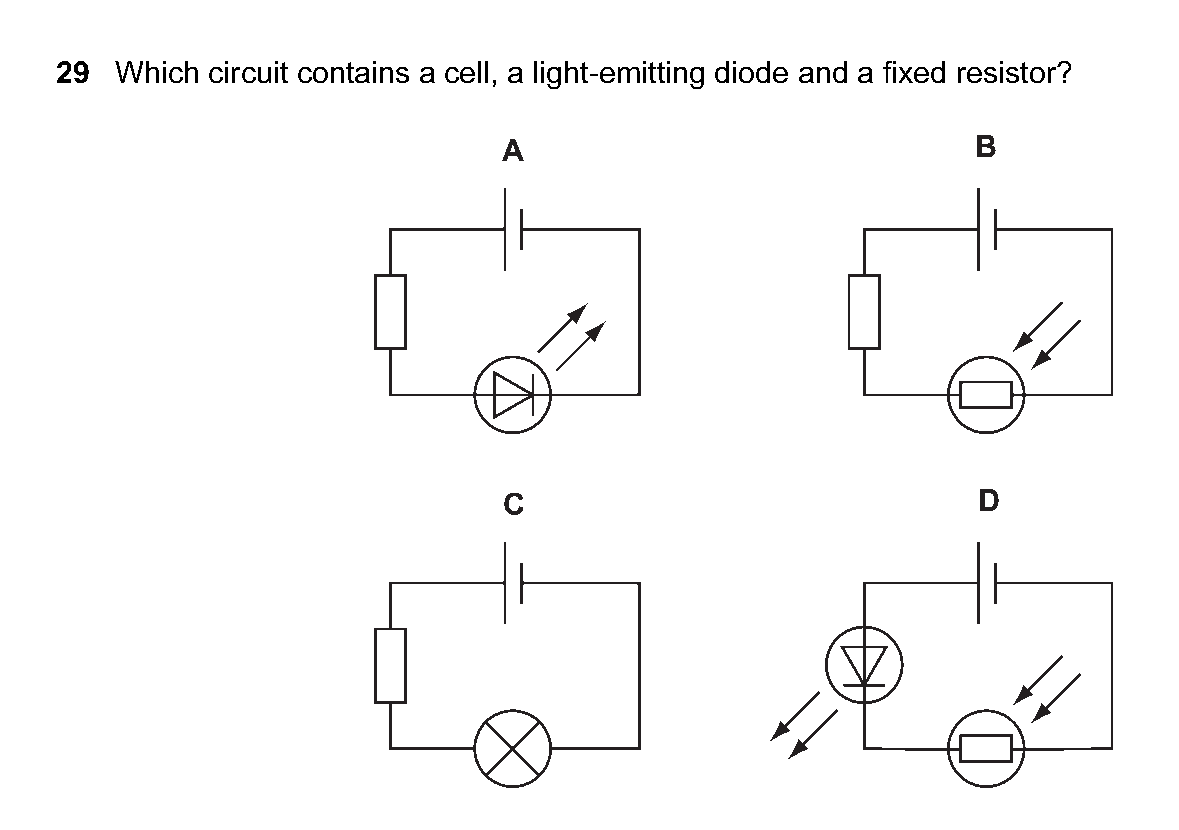 29 Which circuit contains a cell, a light-emitting diode and a fixed resistor?
A
B
C
D